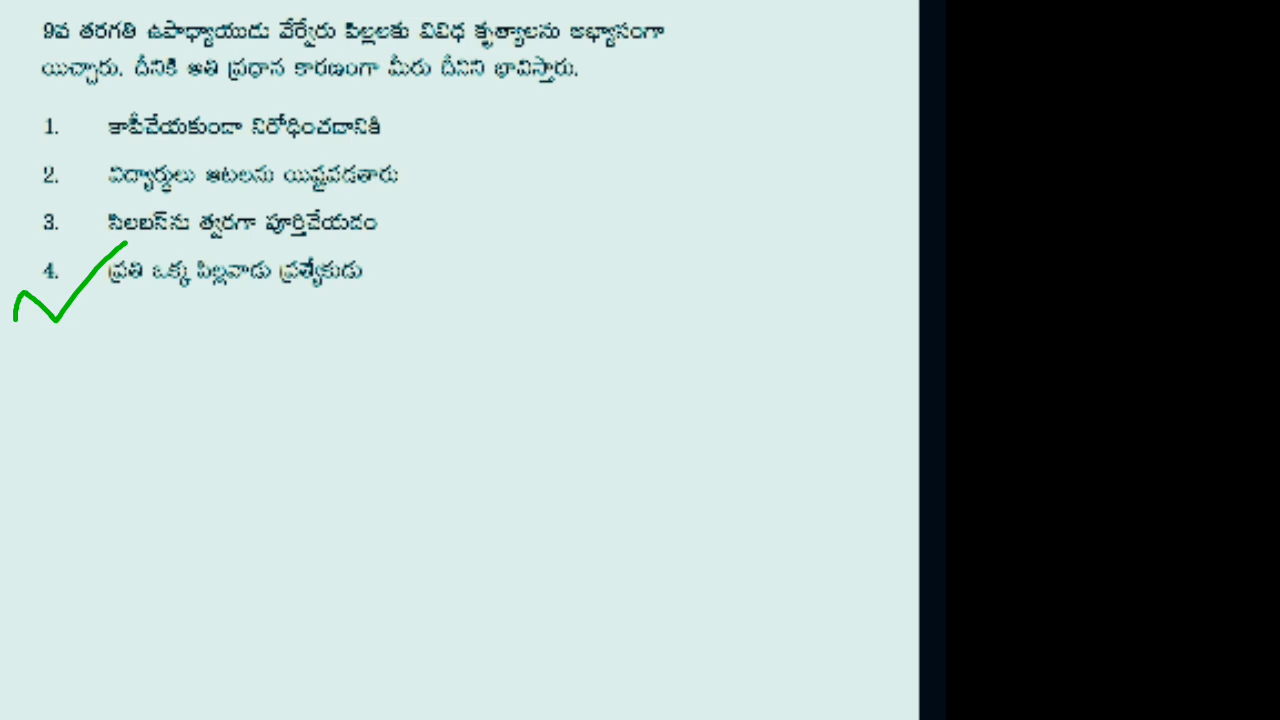 9వ తరగతి ఉపాధ్యాయుడు వేర్వేరు పిల్లలకు వివిధ కృత్యాలను అభ్యాసంగా
యిచ్చారు. దీనికి అతి ప్రధాన కారణంగా మీరు దీనిని భావిస్తారు.
1. కాపీచేయకుండా నిరోధించడానికి
2. విద్యార్థులు ఆటలను యిష్టపడతారు
3. సిలబస్‌ను త్వరగా పూర్తిచేయడం
4. ప్రతి ఒక్క పిల్లవాడు ప్రత్యేకుడు